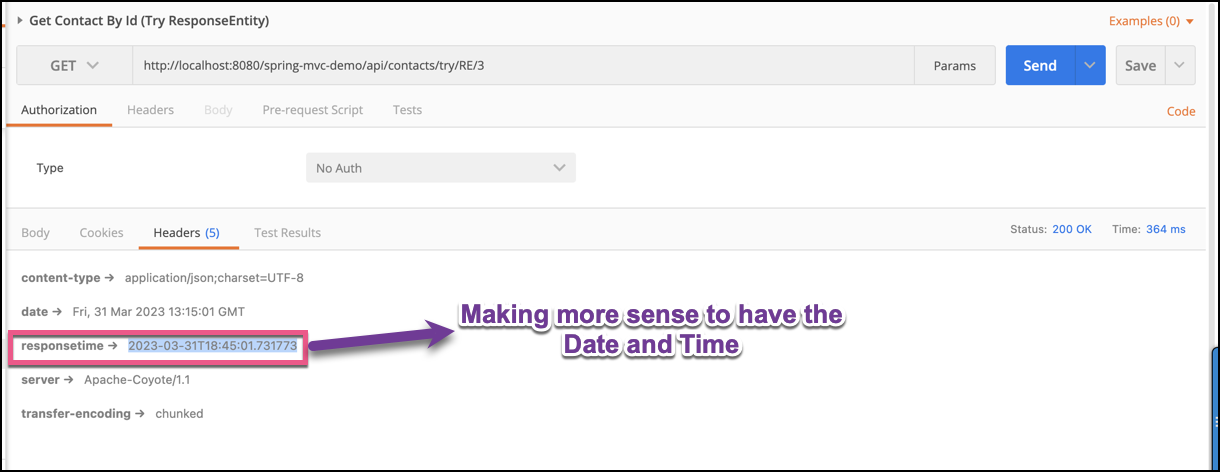 Get Contact By Id (Try ResponseEntity)
Examples (0)
GET
http://localhost:8080/spring-mvc-demo/api/contacts/try/RE/3
Params
Send
Save
Authorization
Headers
Body
Pre-request Script
Tests
Code
Type
No Auth
Body
Cookies
Headers (5)
Test Results
Status: 200 OK
Time: 364 ms
content-type → application/json;charset=UTF-8
date → Fri, 31 Mar 2023 13:15:01 GMT
responsetime → 2023-03-31T18:45:01.731773
Making more sense to have the
Date and Time
server → Apache-Coyote/1.1
transfer-encoding → chunked